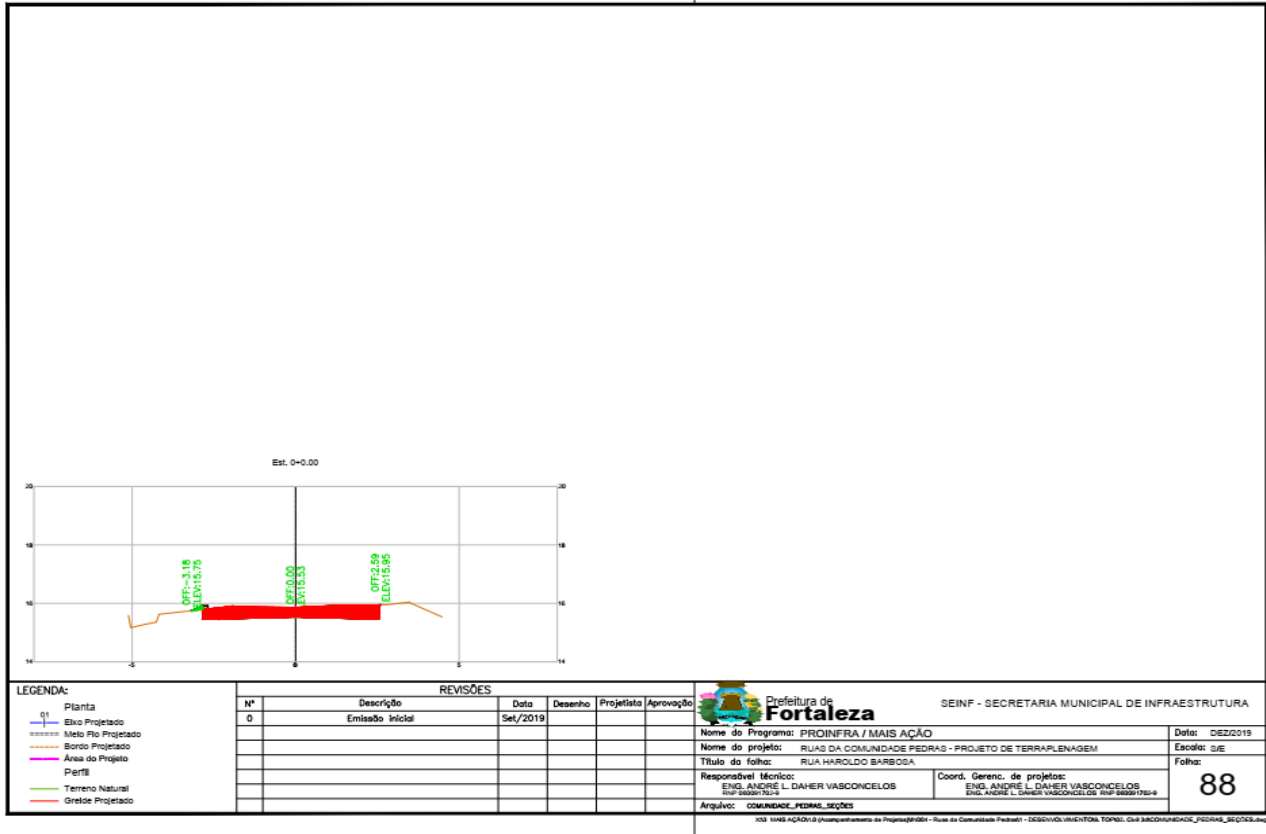 Est. 0+0.00
20
20
18
18
OFF:-3.18
ELEV:15.75
OFF:0.00
EV:15.53
OFF:2.59
ELEV:15.95
16
16
14
-5
0
5
14
LEGENDA:
Planta
01
Eixo Projetado
Meio Fio Projetado
Bordo Projetado
Área do Projeto
Perfil
Terreno Natural
Greide Projetado
REVISÕES
Nº Descrição Data Desenho Projetista Aprovação
0 Emissão inicial Set/2019
Prefeitura de
Fortaleza
SEINF - SECRETARIA MUNICIPAL DE INFRAESTRUTURA
Nome do Programa: PROINFRA / MAIS AÇÃO
Data: DEZ/2019
Nome do projeto: RUAS DA COMUNIDADE PEDRAS - PROJETO DE TERRAPLENAGEM
Escala: S/E
Título da folha: RUA HAROLDO BARBOSA
Folha:
88
Responsável técnico:
ENG. ANDRÉ L. DAHER VASCONCELOS
Coord. Gerenc. de projetos:
ENG. ANDRÉ L. DAHER VASCONCELOS
Arquivo: COMUNIDADE_PEDRAS_SEÇÕES